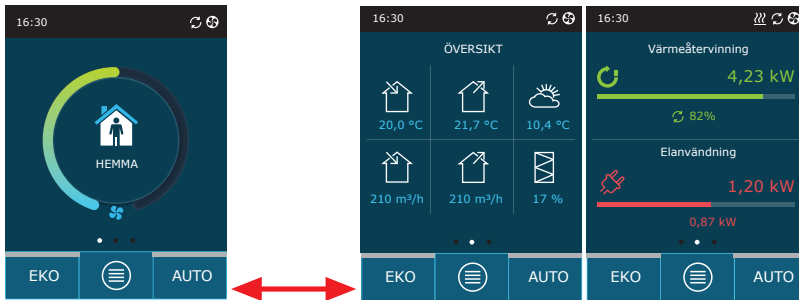 16:30
HEMMA
EKO
AUTO
16:30
ÖVERSIKT
20,0 °C
21,7 °C
10,4 °C
210 m³/h
210 m³/h
17 %
EKO
AUTO
16:30
Värmeåtervinning
4,23 kW
82%
Elanvändning
1,20 kW
0,87 kW
EKO
AUTO